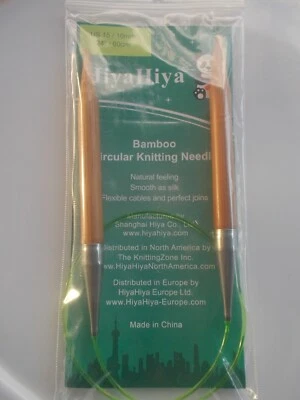 HiyaHiya
Bamboo
Circular Knitting Needle
Natural feeling
Smooth as silk
Flexible cables and perfect joins
Manufactured by
Shanghai Hiya Co., Ltd.
www.hiyahiya.com
Distributed in North America by
The KnittingZone Inc.
www.HiyaHiyaNorthAmerica.com
Distributed in Europe by
HiyaHiya Europe Ltd.
www.HiyaHiya-Europe.com
Made in China